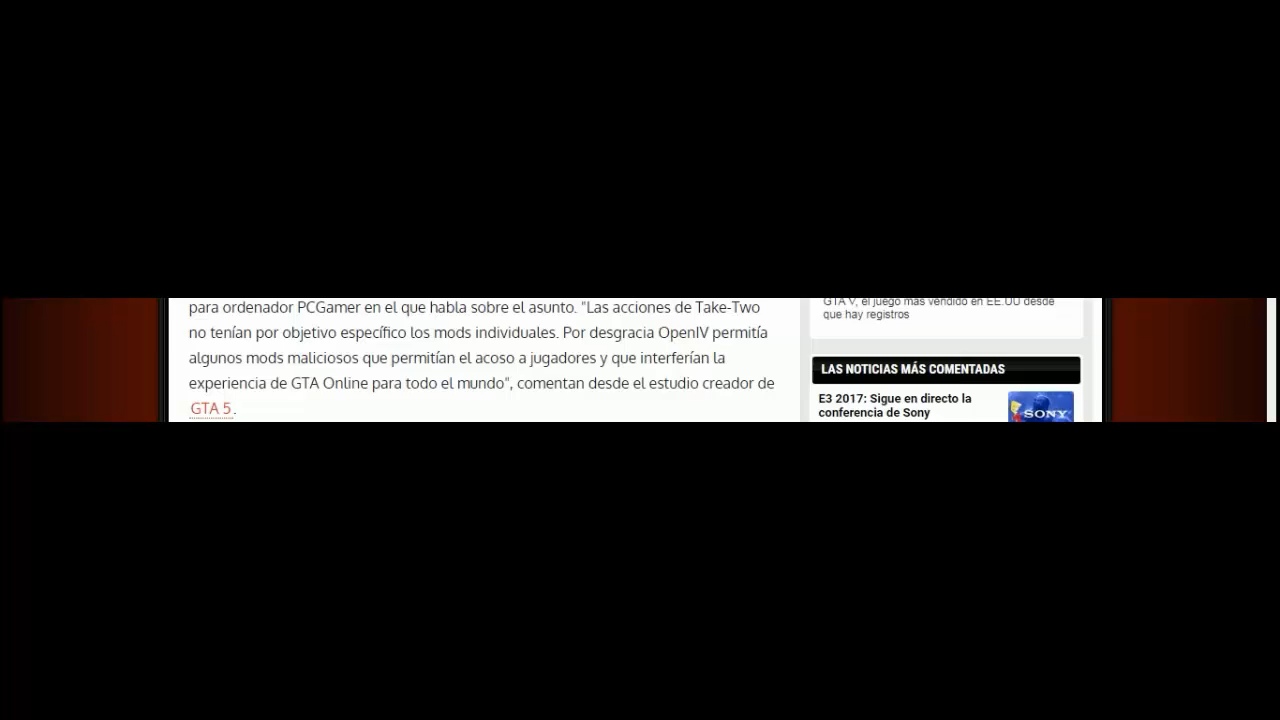 para ordenador PCGamer en el que habla sobre el asunto. "Las acciones de Take-Two
no tenían por objetivo específico los mods individuales. Por desgracia OpenIV permitía
algunos mods maliciosos que permitían el acoso a jugadores y que interferían la
experiencia de GTA Online para todo el mundo", comentan desde el estudio creador de
GTA 5.
GTA V, el juego más vendido en EE.UU desde
que hay registros
LAS NOTICIAS MÁS COMENTADAS
E3 2017: Sigue en directo la
conferencia de Sony
SONY